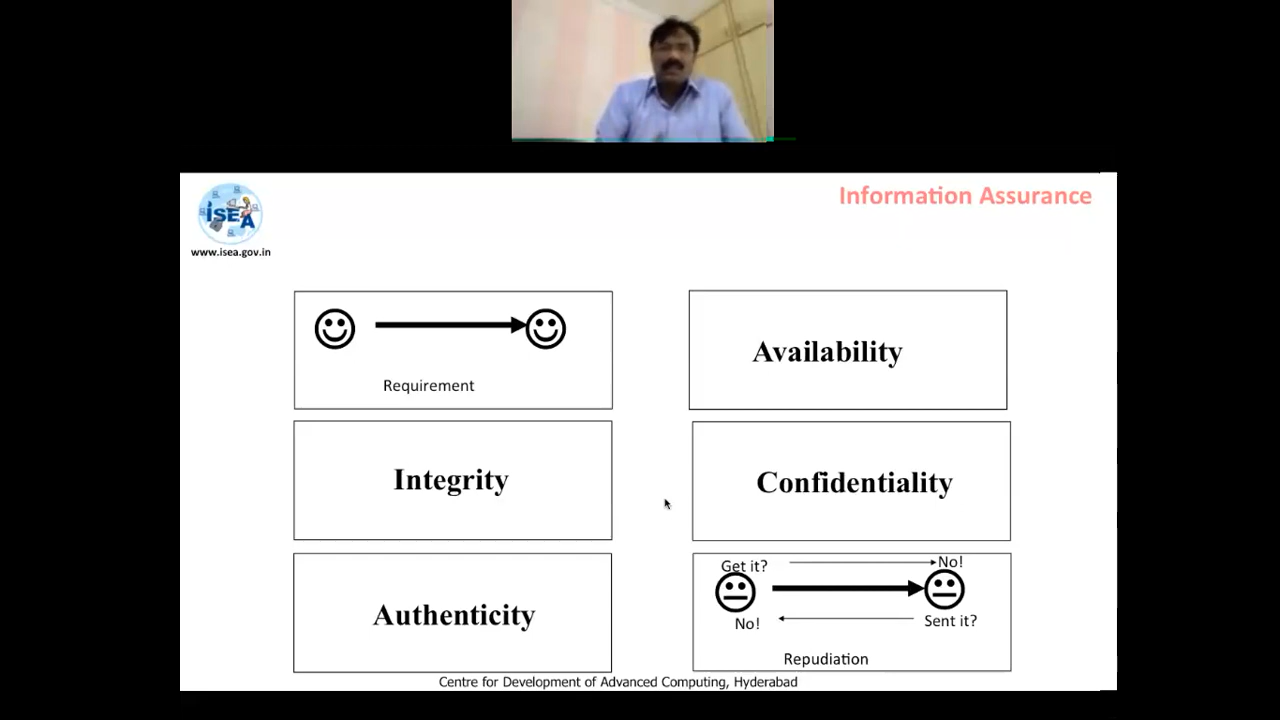 Information Assurance
ISEA
www.isea.gov.in
Requirement
Availability
Integrity
Confidentiality
Authenticity
Get it?
No!
No!
Sent it?
Repudiation
Centre for Development of Advanced Computing, Hyderabad